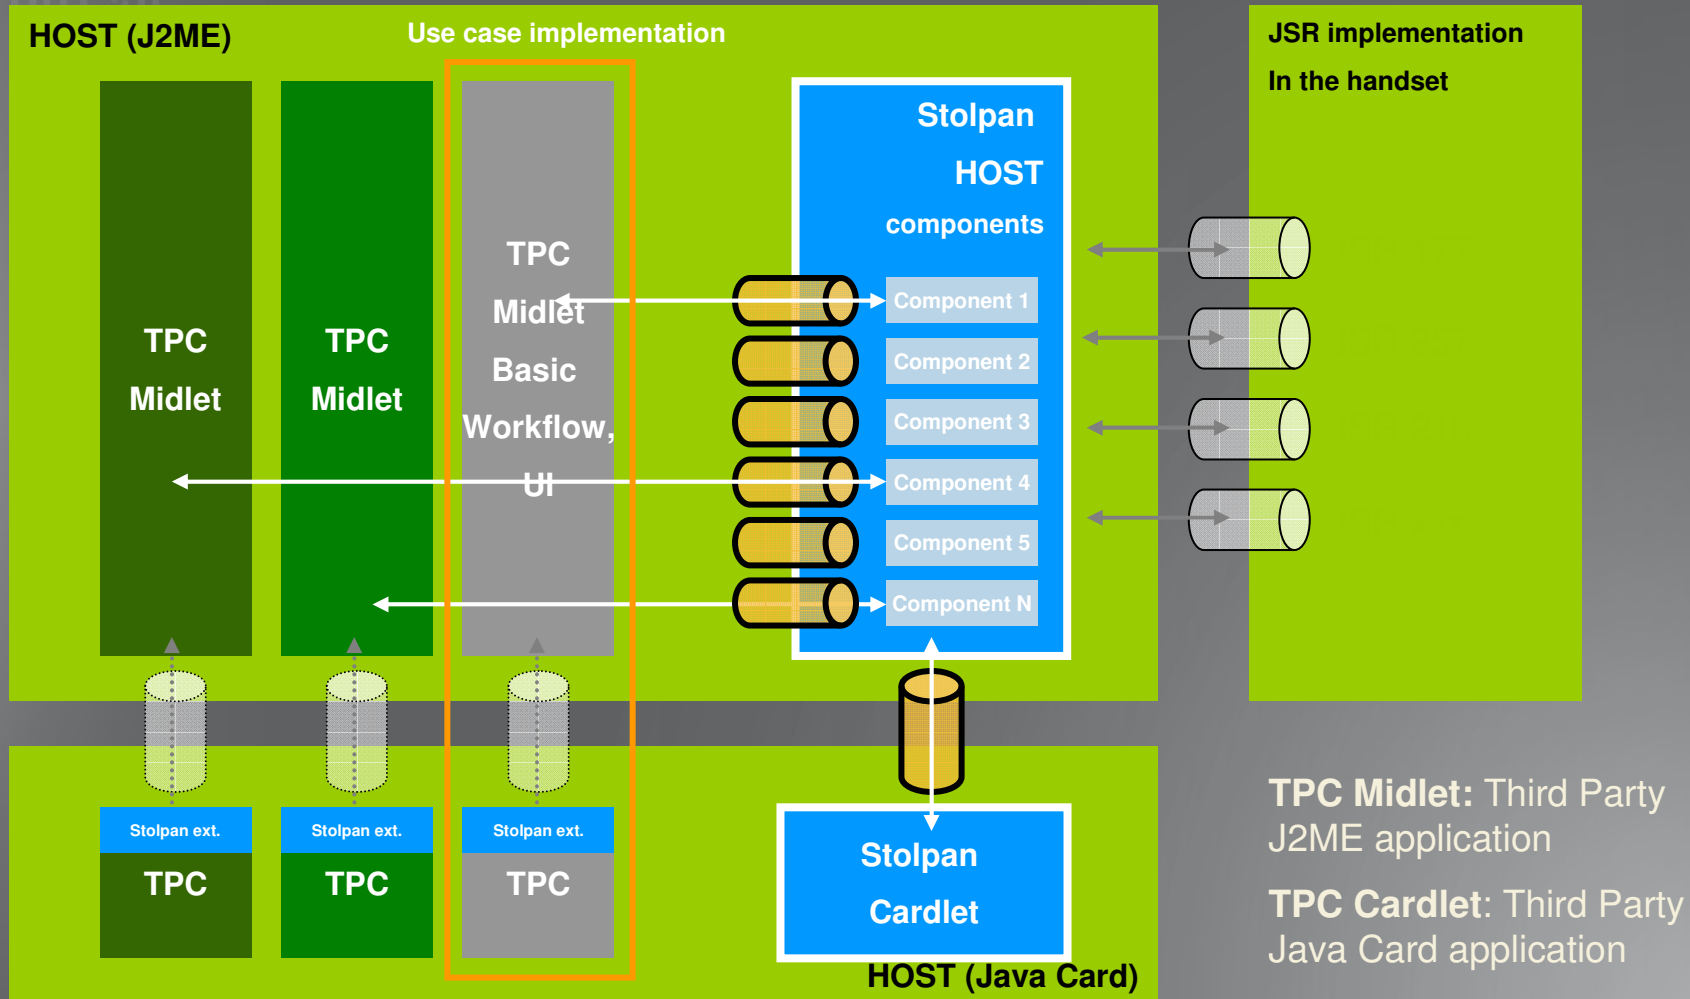 HOST (J2ME)
Use case implementation
JSR implementation
In the handset
Stolpan
HOST
components
TPC
Midlet
TPC
Midlet
TPC
Midlet
Basic
Workflow,
UI
Component 1
Component 2
Component 3
Component 4
Component 5
Component N
Stolpan ext.
TPC
Stolpan ext.
TPC
Stolpan ext.
TPC
Stolpan
Cardlet
HOST (Java Card)
TPC Midlet: Third Party
J2ME application
TPC Cardlet: Third Party
Java Card application